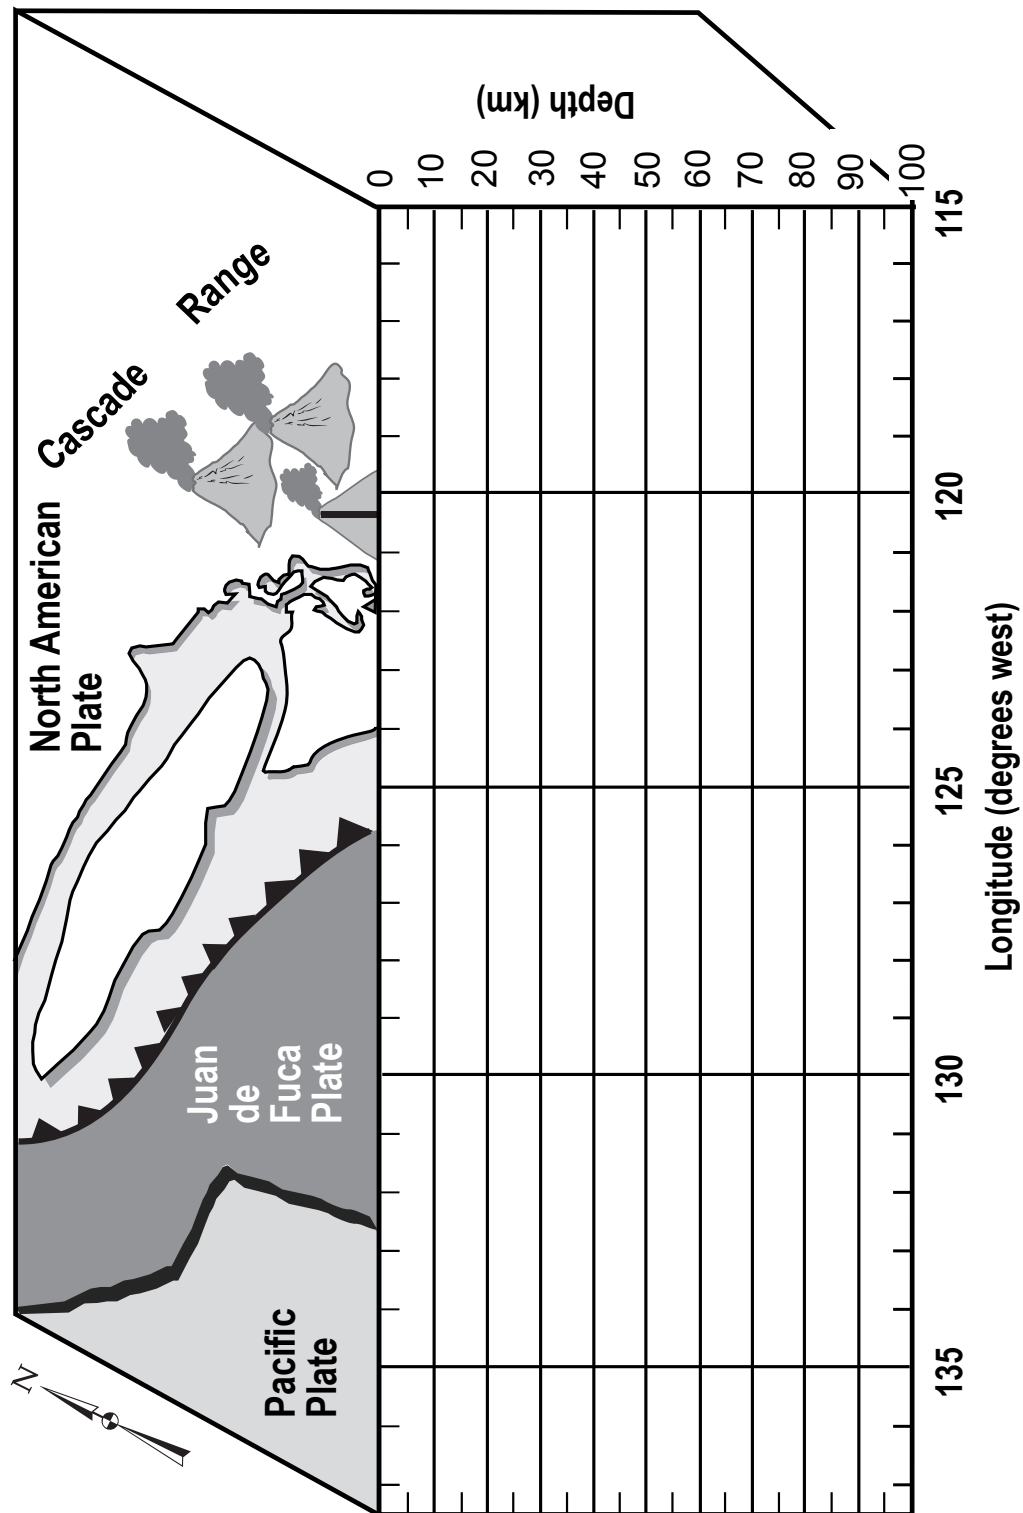 North American
Plate
Cascade
Range
Juan
de
Fuca
Plate
Pacific
Plate
N
Depth (km)
0
10
20
30
40
50
60
70
80
90
100
135
130
125
120
115
Longitude (degrees west)